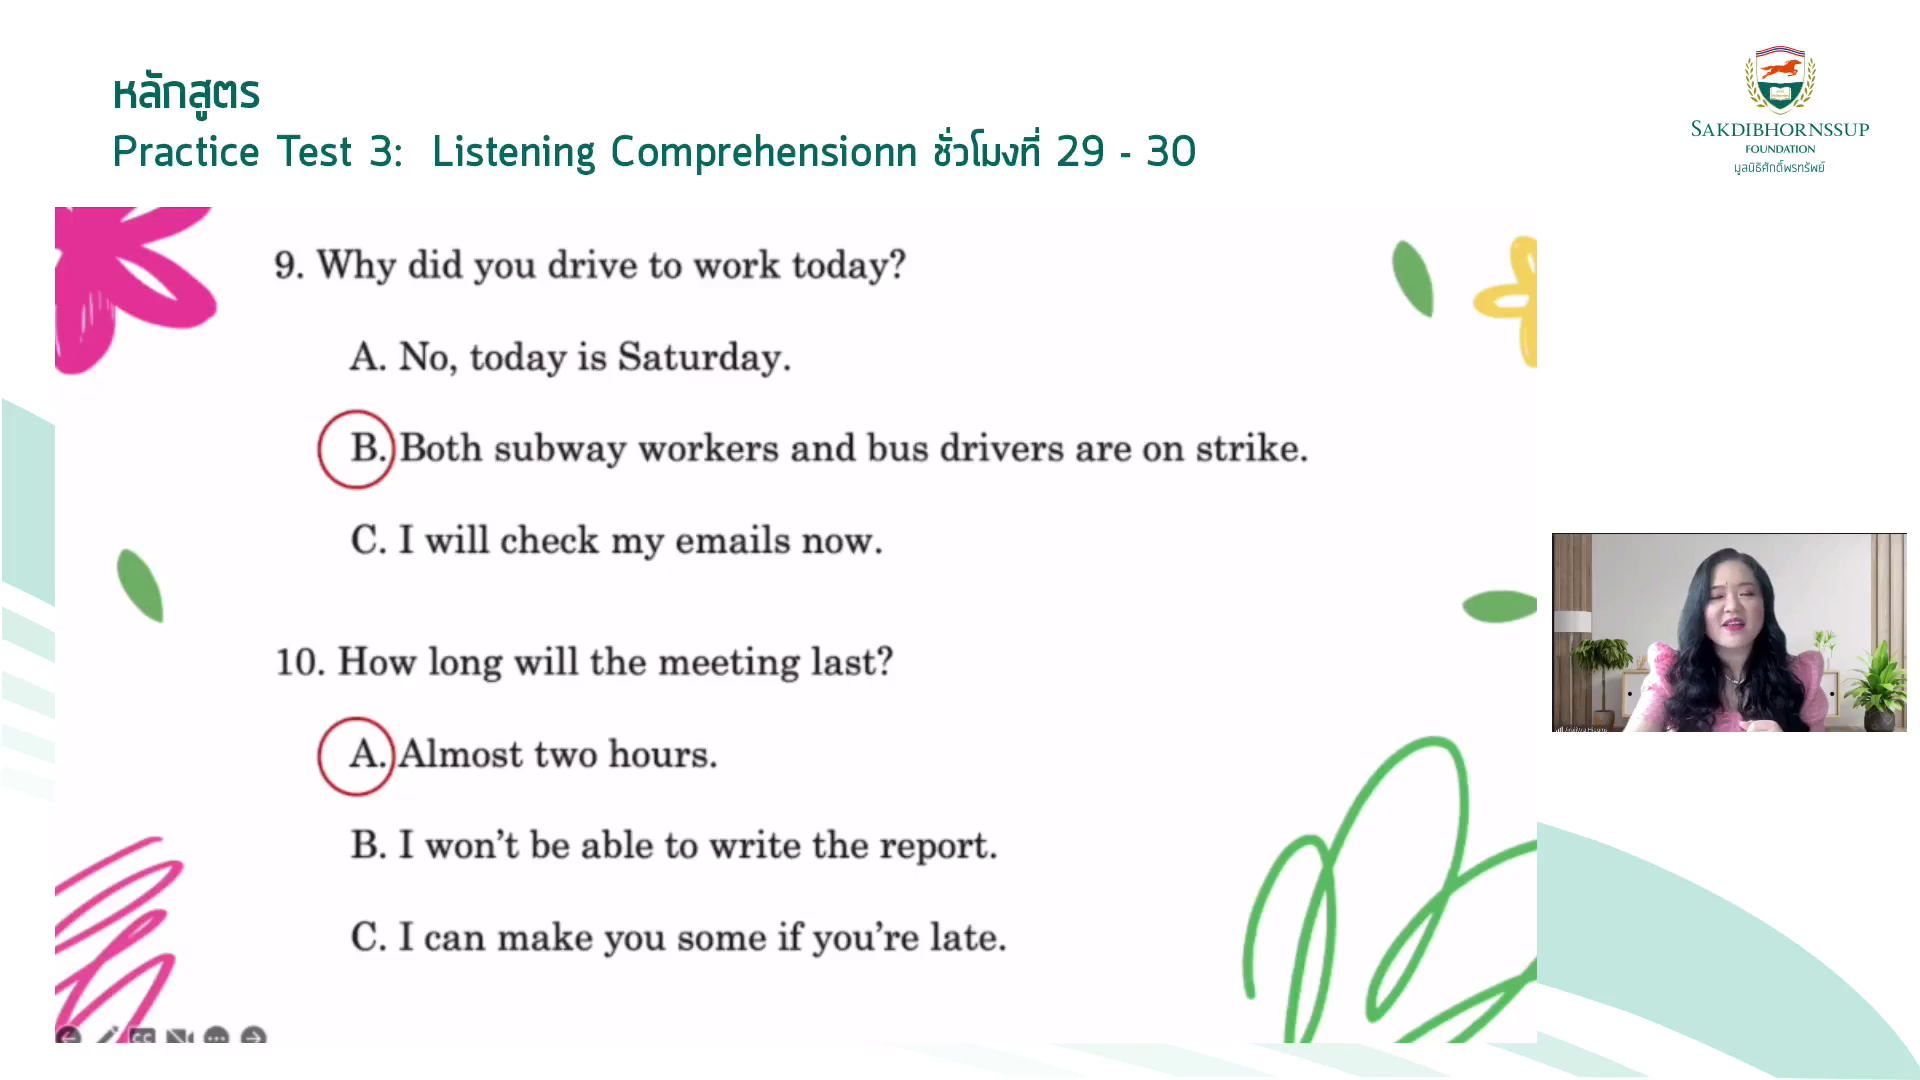 หลักสูตร
Practice Test 3: Listening Comprehensionn ชั่วโมงที่ 29 - 30
SAKDIBHORNSSUP
FOUNDATION
มูลนิธิศักดิ์พรทรัพย์
9. Why did you drive to work today?
A. No, today is Saturday.
B. Both subway workers and bus drivers are on strike.
C. I will check my emails now.
10. How long will the meeting last?
A. Almost two hours.
B. I won't be able to write the report.
C. I can make you some if you're late.
CC